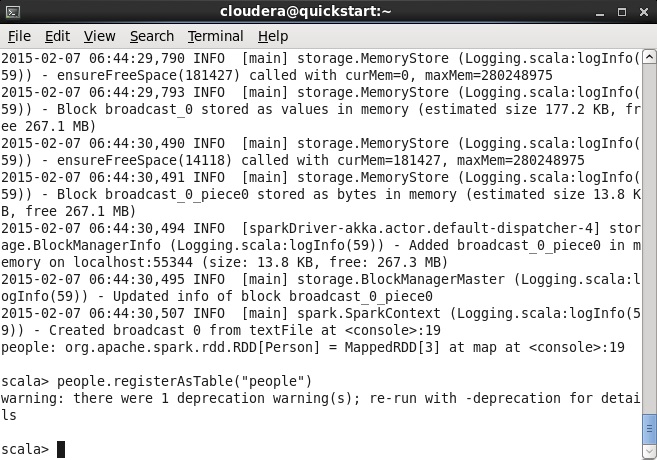 cloudera@quickstart:~
File Edit View Search Terminal Help
2015-02-07 06:44:29,790 INFO  [main] storage.MemoryStore (Logging.scala:logInfo(
59)) - ensureFreeSpace(181427) called with curMem=0, maxMem=280248975
2015-02-07 06:44:29,793 INFO  [main] storage.MemoryStore (Logging.scala:logInfo(
59)) - Block broadcast_0 stored as values in memory (estimated size 177.2 KB, fr
ee 267.1 MB)
2015-02-07 06:44:30,490 INFO  [main] storage.MemoryStore (Logging.scala:logInfo(
59)) - ensureFreeSpace(14118) called with curMem=181427, maxMem=280248975
2015-02-07 06:44:30,491 INFO  [main] storage.MemoryStore (Logging.scala:logInfo(
59)) - Block broadcast_0_piece0 stored as bytes in memory (estimated size 13.8 K
B, free 267.1 MB)
2015-02-07 06:44:30,494 INFO  [sparkDriver-akka.actor.default-dispatcher-4] stor
age.BlockManagerInfo (Logging.scala:logInfo(59)) - Added broadcast_0_piece0 in m
emory on localhost:55344 (size: 13.8 KB, free: 267.3 MB)
2015-02-07 06:44:30,495 INFO  [main] storage.BlockManagerMaster (Logging.scala:l
ogInfo(59)) - Updated info of block broadcast_0_piece0
2015-02-07 06:44:30,507 INFO  [main] spark.SparkContext (Logging.scala:logInfo(5
9)) - Created broadcast 0 from textFile at <console>:19
people: org.apache.spark.rdd.RDD[Person] = MappedRDD[3] at map at <console>:19
scala> people.registerAsTable("people")
warning: there were 1 deprecation warning(s); re-run with -deprecation for detai
ls
scala>